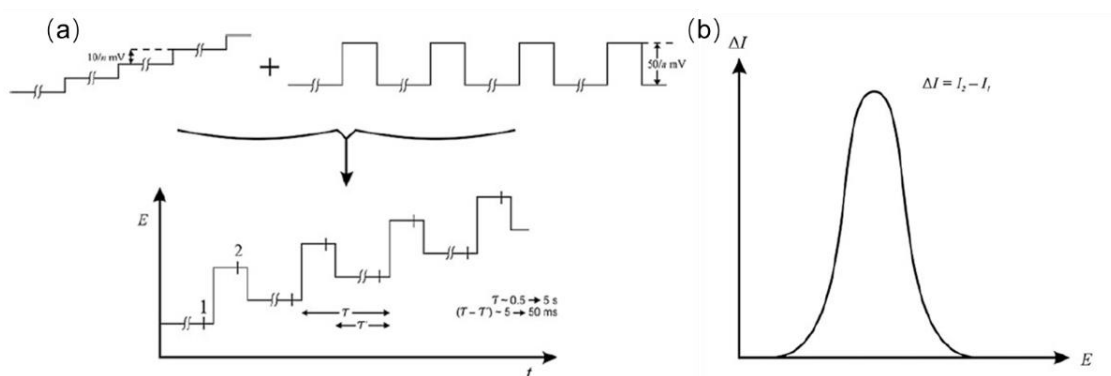 (a)
10/n mV
+
50/n mV
E
1
2
τ
τ'
τ ~ 0.5 → 5 s
(τ – τ') ~ 5 → 50 ms
t
(b)
ΔI
ΔI = I₂ – I₁
E